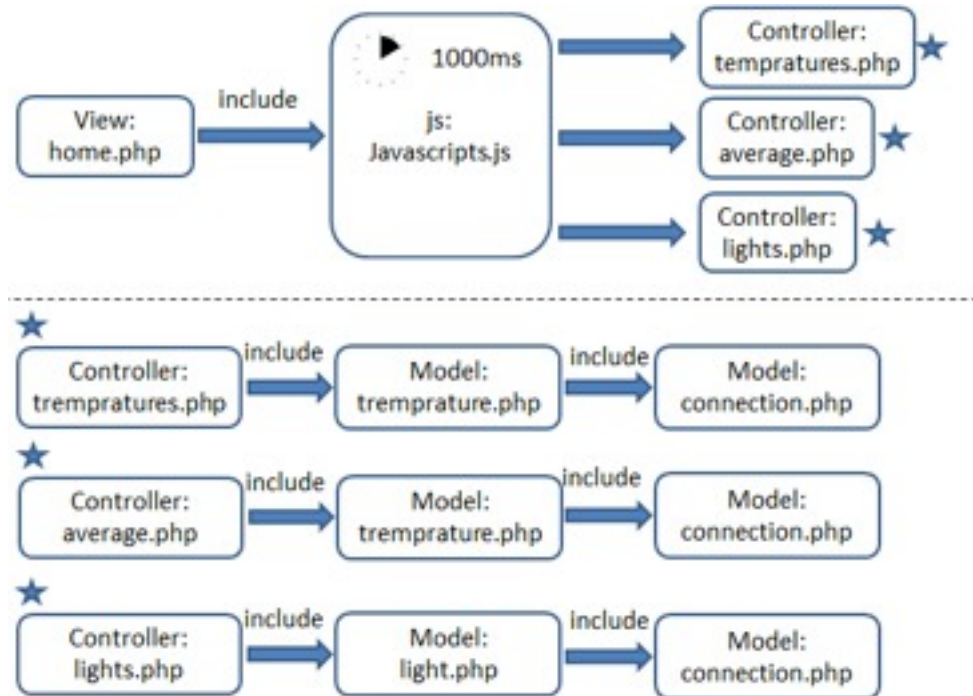 include
View:
home.php
1000ms
js:
Javascripts.js
Controller:
tempratures.php
Controller:
average.php
Controller:
lights.php
include
include
Controller:
trempratures.php
Model:
tremprature.php
Model:
connection.php
include
include
Controller:
average.php
Model:
tremprature.php
Model:
connection.php
include
include
Controller:
lights.php
Model:
light.php
Model:
connection.php